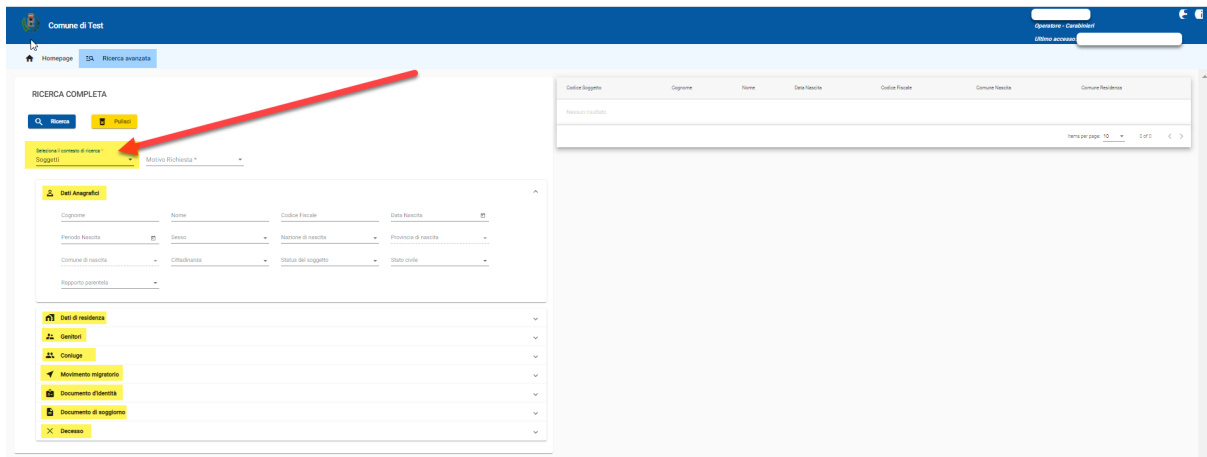 Comune di Test
Operatore - Carabinieri
Ultimo accesso:
Homepage Ricerca avanzata
RICERCA COMPLETA
Ricerca Pulisci
Seleziona il contesto di ricerca *
Soggetti Motivo Richiesta *
Dati Anagrafici
Cognome Nome Codice Fiscale Data Nascita
Periodo Nascita Sesso Nazione di nascita Provincia di nascita
Comune di nascita Cittadinanza Status del soggetto Stato civile
Rapporto parentela
Dati di residenza
Genitori
Coniuge
Movimento migratorio
Documento d'identità
Documento di soggiorno
Decesso
Codice Soggetto Cognome Nome Data Nascita Codice Fiscale Comune Nascita Comune Residenza
Nessun risultato
Items per page: 10 0 of 0